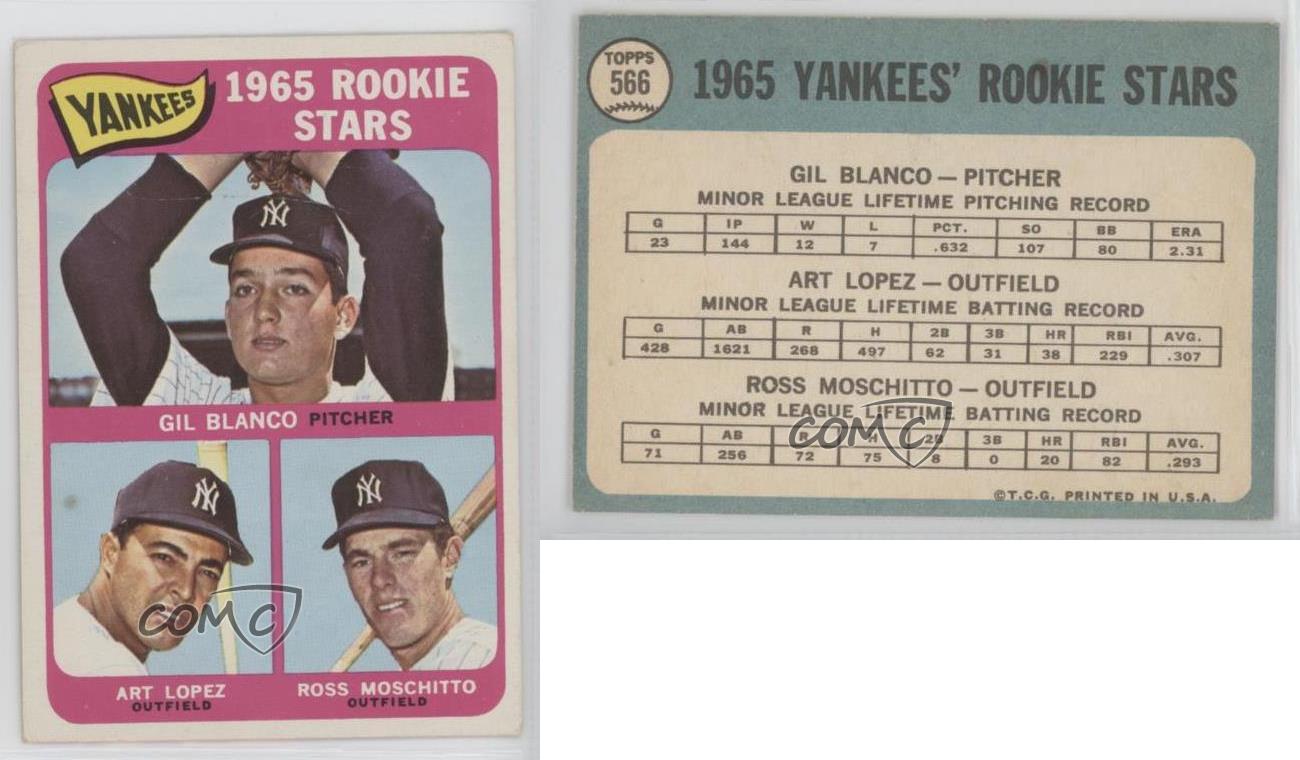 YANKEES
1965 ROOKIE
STARS
NY
GIL BLANCO PITCHER
NY
NY
COMC
ART LOPEZ
OUTFIELD
ROSS MOSCHITTO
OUTFIELD
TOPPS
566
1965 YANKEES' ROOKIE STARS
GIL BLANCO — PITCHER
MINOR LEAGUE LIFETIME PITCHING RECORD
G IP W L PCT. SO BB ERA
23 144 12 7 .632 107 80 2.31
ART LOPEZ — OUTFIELD
MINOR LEAGUE LIFETIME BATTING RECORD
G AB R H 2B 3B HR RBI AVG.
428 1621 268 497 62 31 38 229 .307
ROSS MOSCHITTO — OUTFIELD
MINOR LEAGUE LIFETIME BATTING RECORD
COMC
G AB R H 2B 3B HR RBI AVG.
71 256 72 75 8 0 20 82 .293
©T.C.G. PRINTED IN U.S.A.